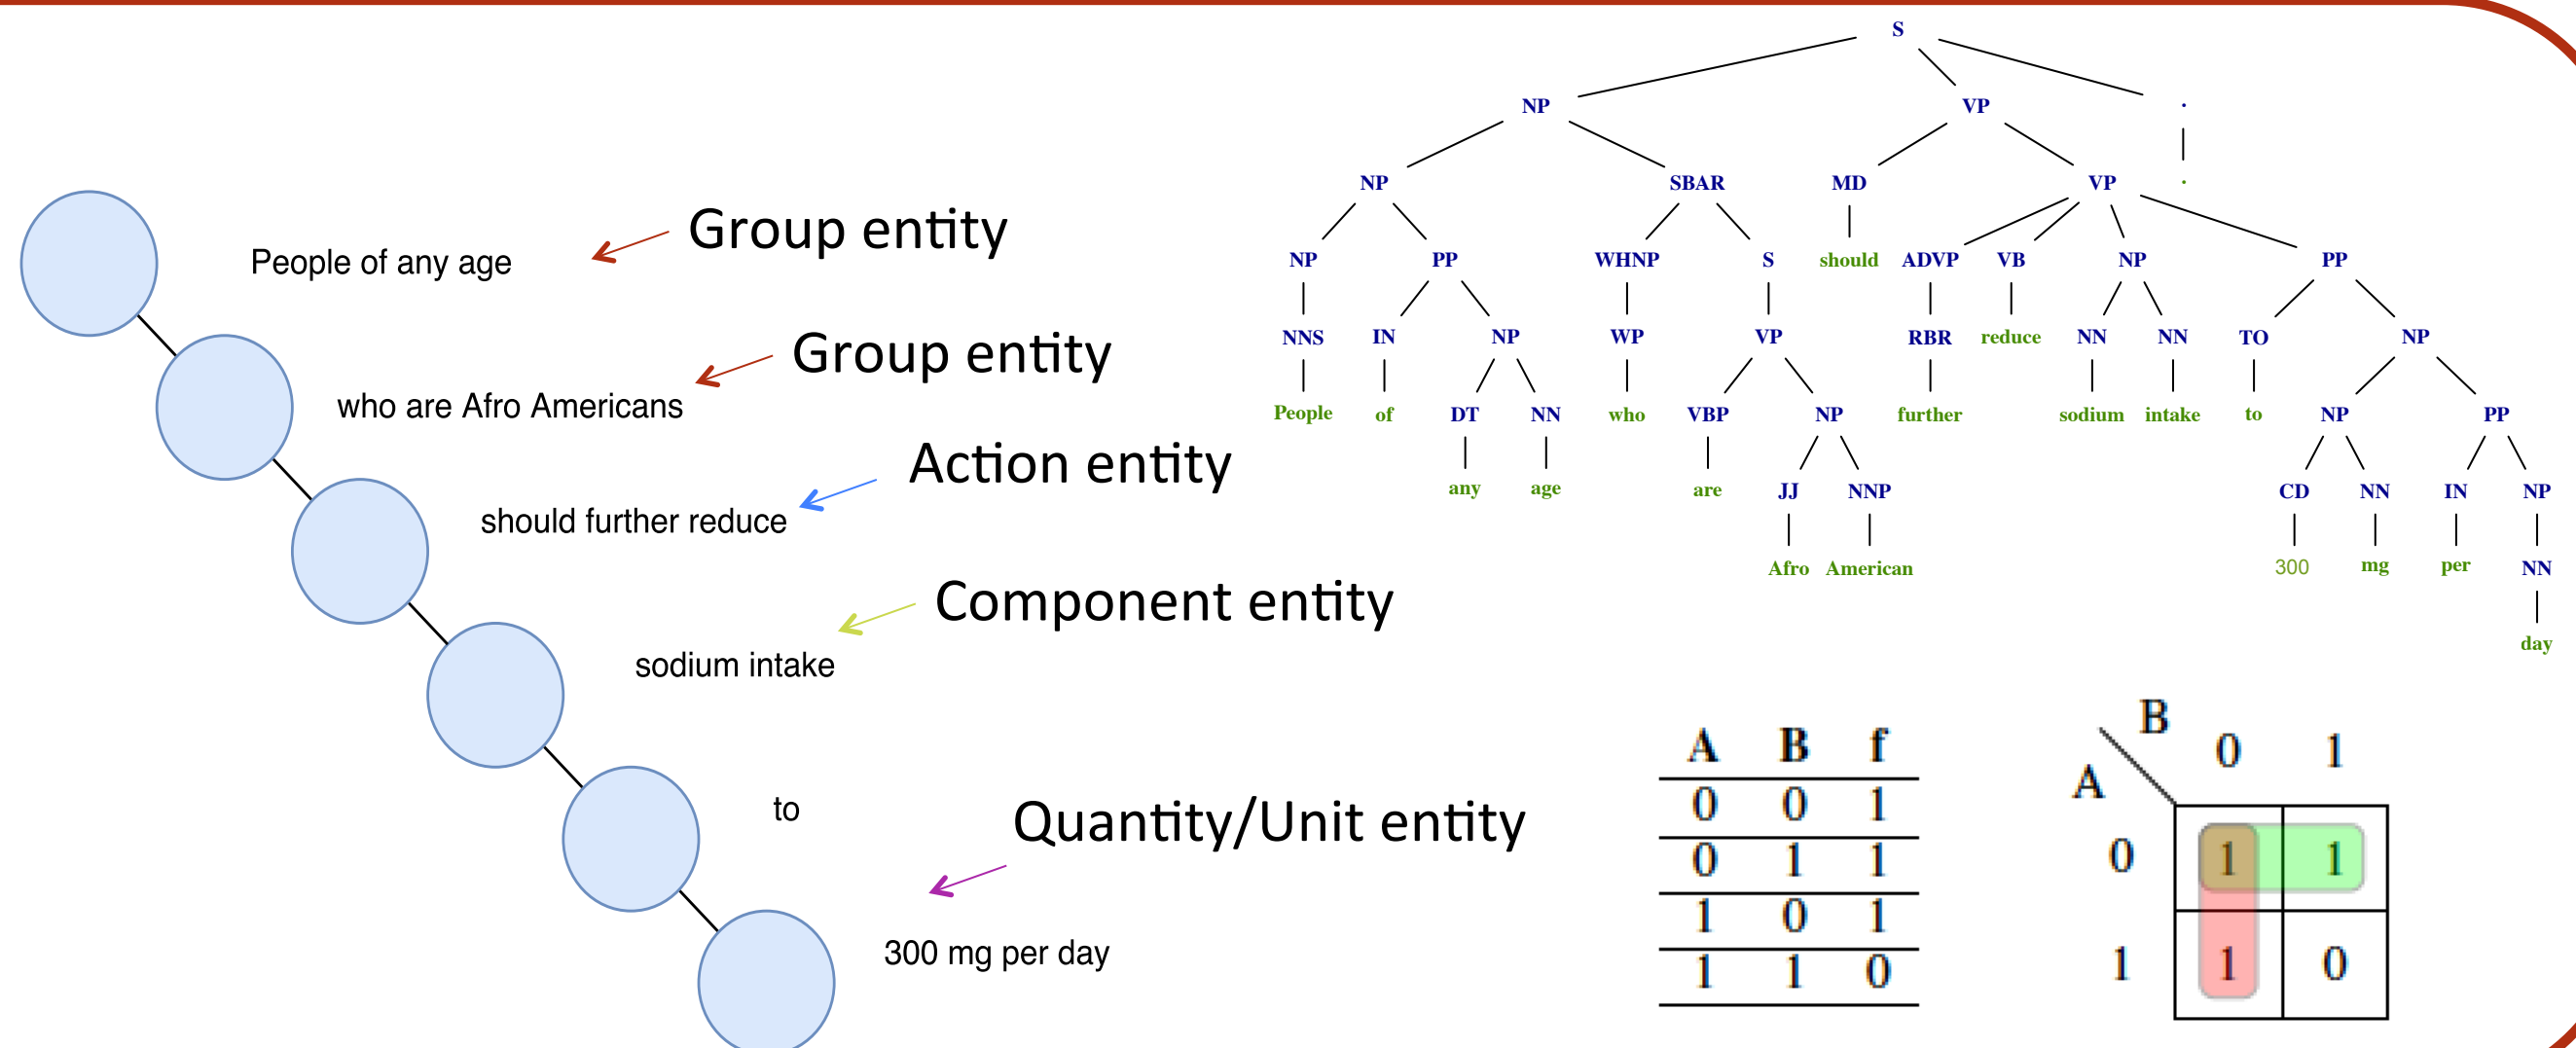 People of any age
Group entity
who are Afro Americans
Group entity
should further reduce
Action entity
sodium intake
Component entity
to
Quantity/Unit entity
300 mg per day
S
NP VP .
NP SBAR MD VP .
NP PP WHNP S should ADVP VB NP PP
NNS IN NP WP VP RBR reduce NN NN TO NP
People of DT NN who VBP NP further sodium intake to NP PP
any age are JJ NNP CD NN IN NP
Afro American 300 mg per NN
day
A B f
0 0 1
0 1 1
1 0 1
1 1 0
B
A 0 1
0 1 1
1 1 0